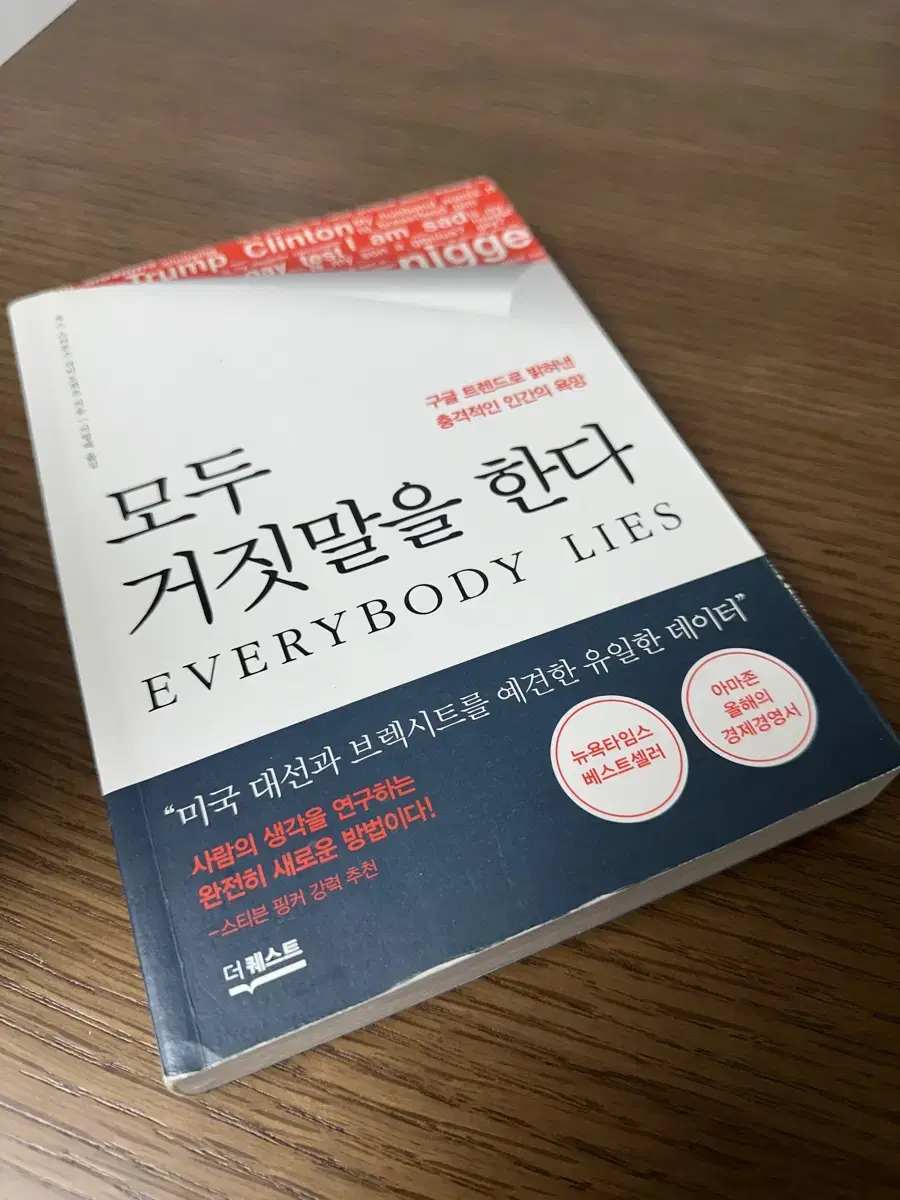 Trump Clinton
I am sad
gay test
nigge
구글 트렌드로 밝혀낸
충격적인 인간의 욕망
모두
거짓말을 한다
EVERYBODY LIES
“미국 대선과 브렉시트를 예견한 유일한 데이터”
사람의 생각을 연구하는
완전히 새로운 방법이다!
-스티븐 핑커 강력 추천
뉴욕타임스
베스트셀러
아마존
올해의
경제경영서
더퀘스트